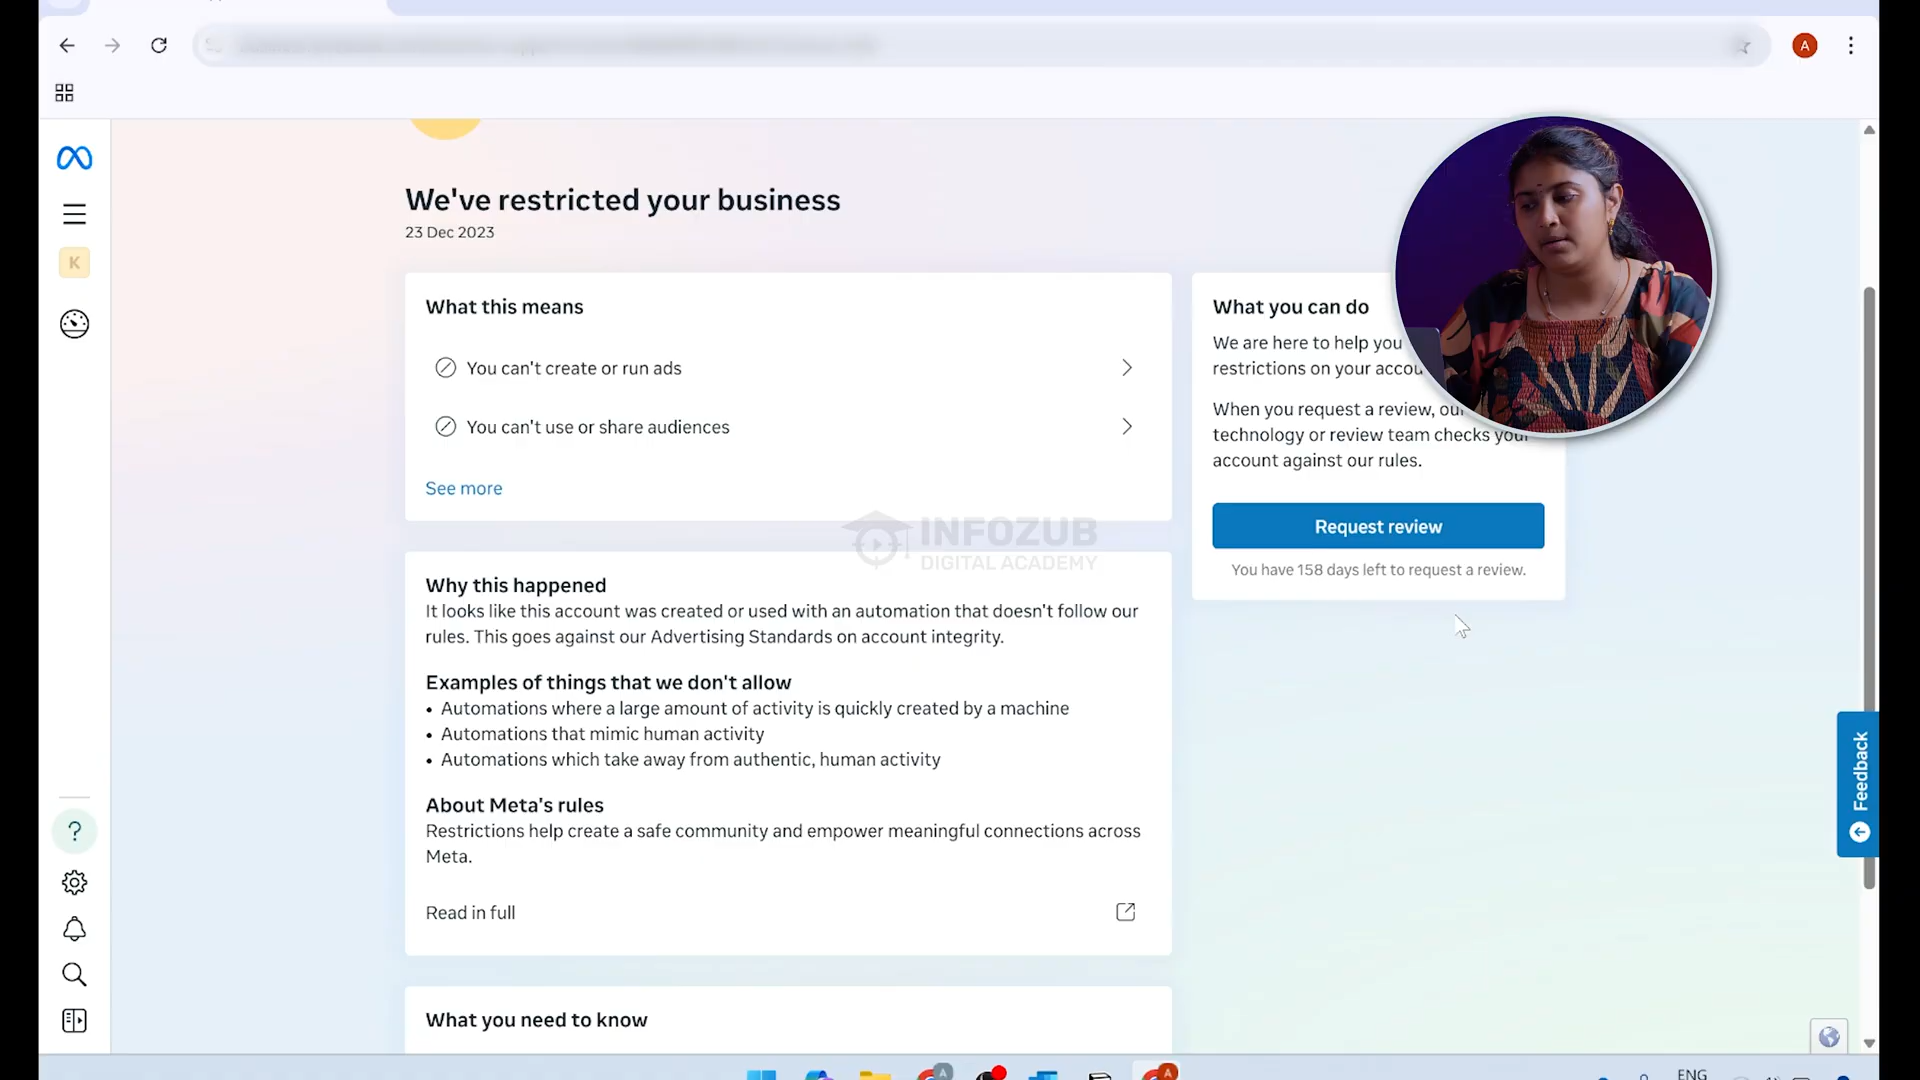 A
K
We've restricted your business
23 Dec 2023
What this means
You can't create or run ads
You can't use or share audiences
See more
Why this happened
It looks like this account was created or used with an automation that doesn't follow our
rules. This goes against our Advertising Standards on account integrity.
Examples of things that we don't allow
• Automations where a large amount of activity is quickly created by a machine
• Automations that mimic human activity
• Automations which take away from authentic, human activity
About Meta's rules
Restrictions help create a safe community and empower meaningful connections across
Meta.
Read in full
What you need to know
What you can do
We are here to help you
restrictions on your accou
When you request a review, our
technology or review team checks your
account against our rules.
Request review
You have 158 days left to request a review.
INFOZUB
DIGITAL ACADEMY
Feedback
?
A
A
ENG